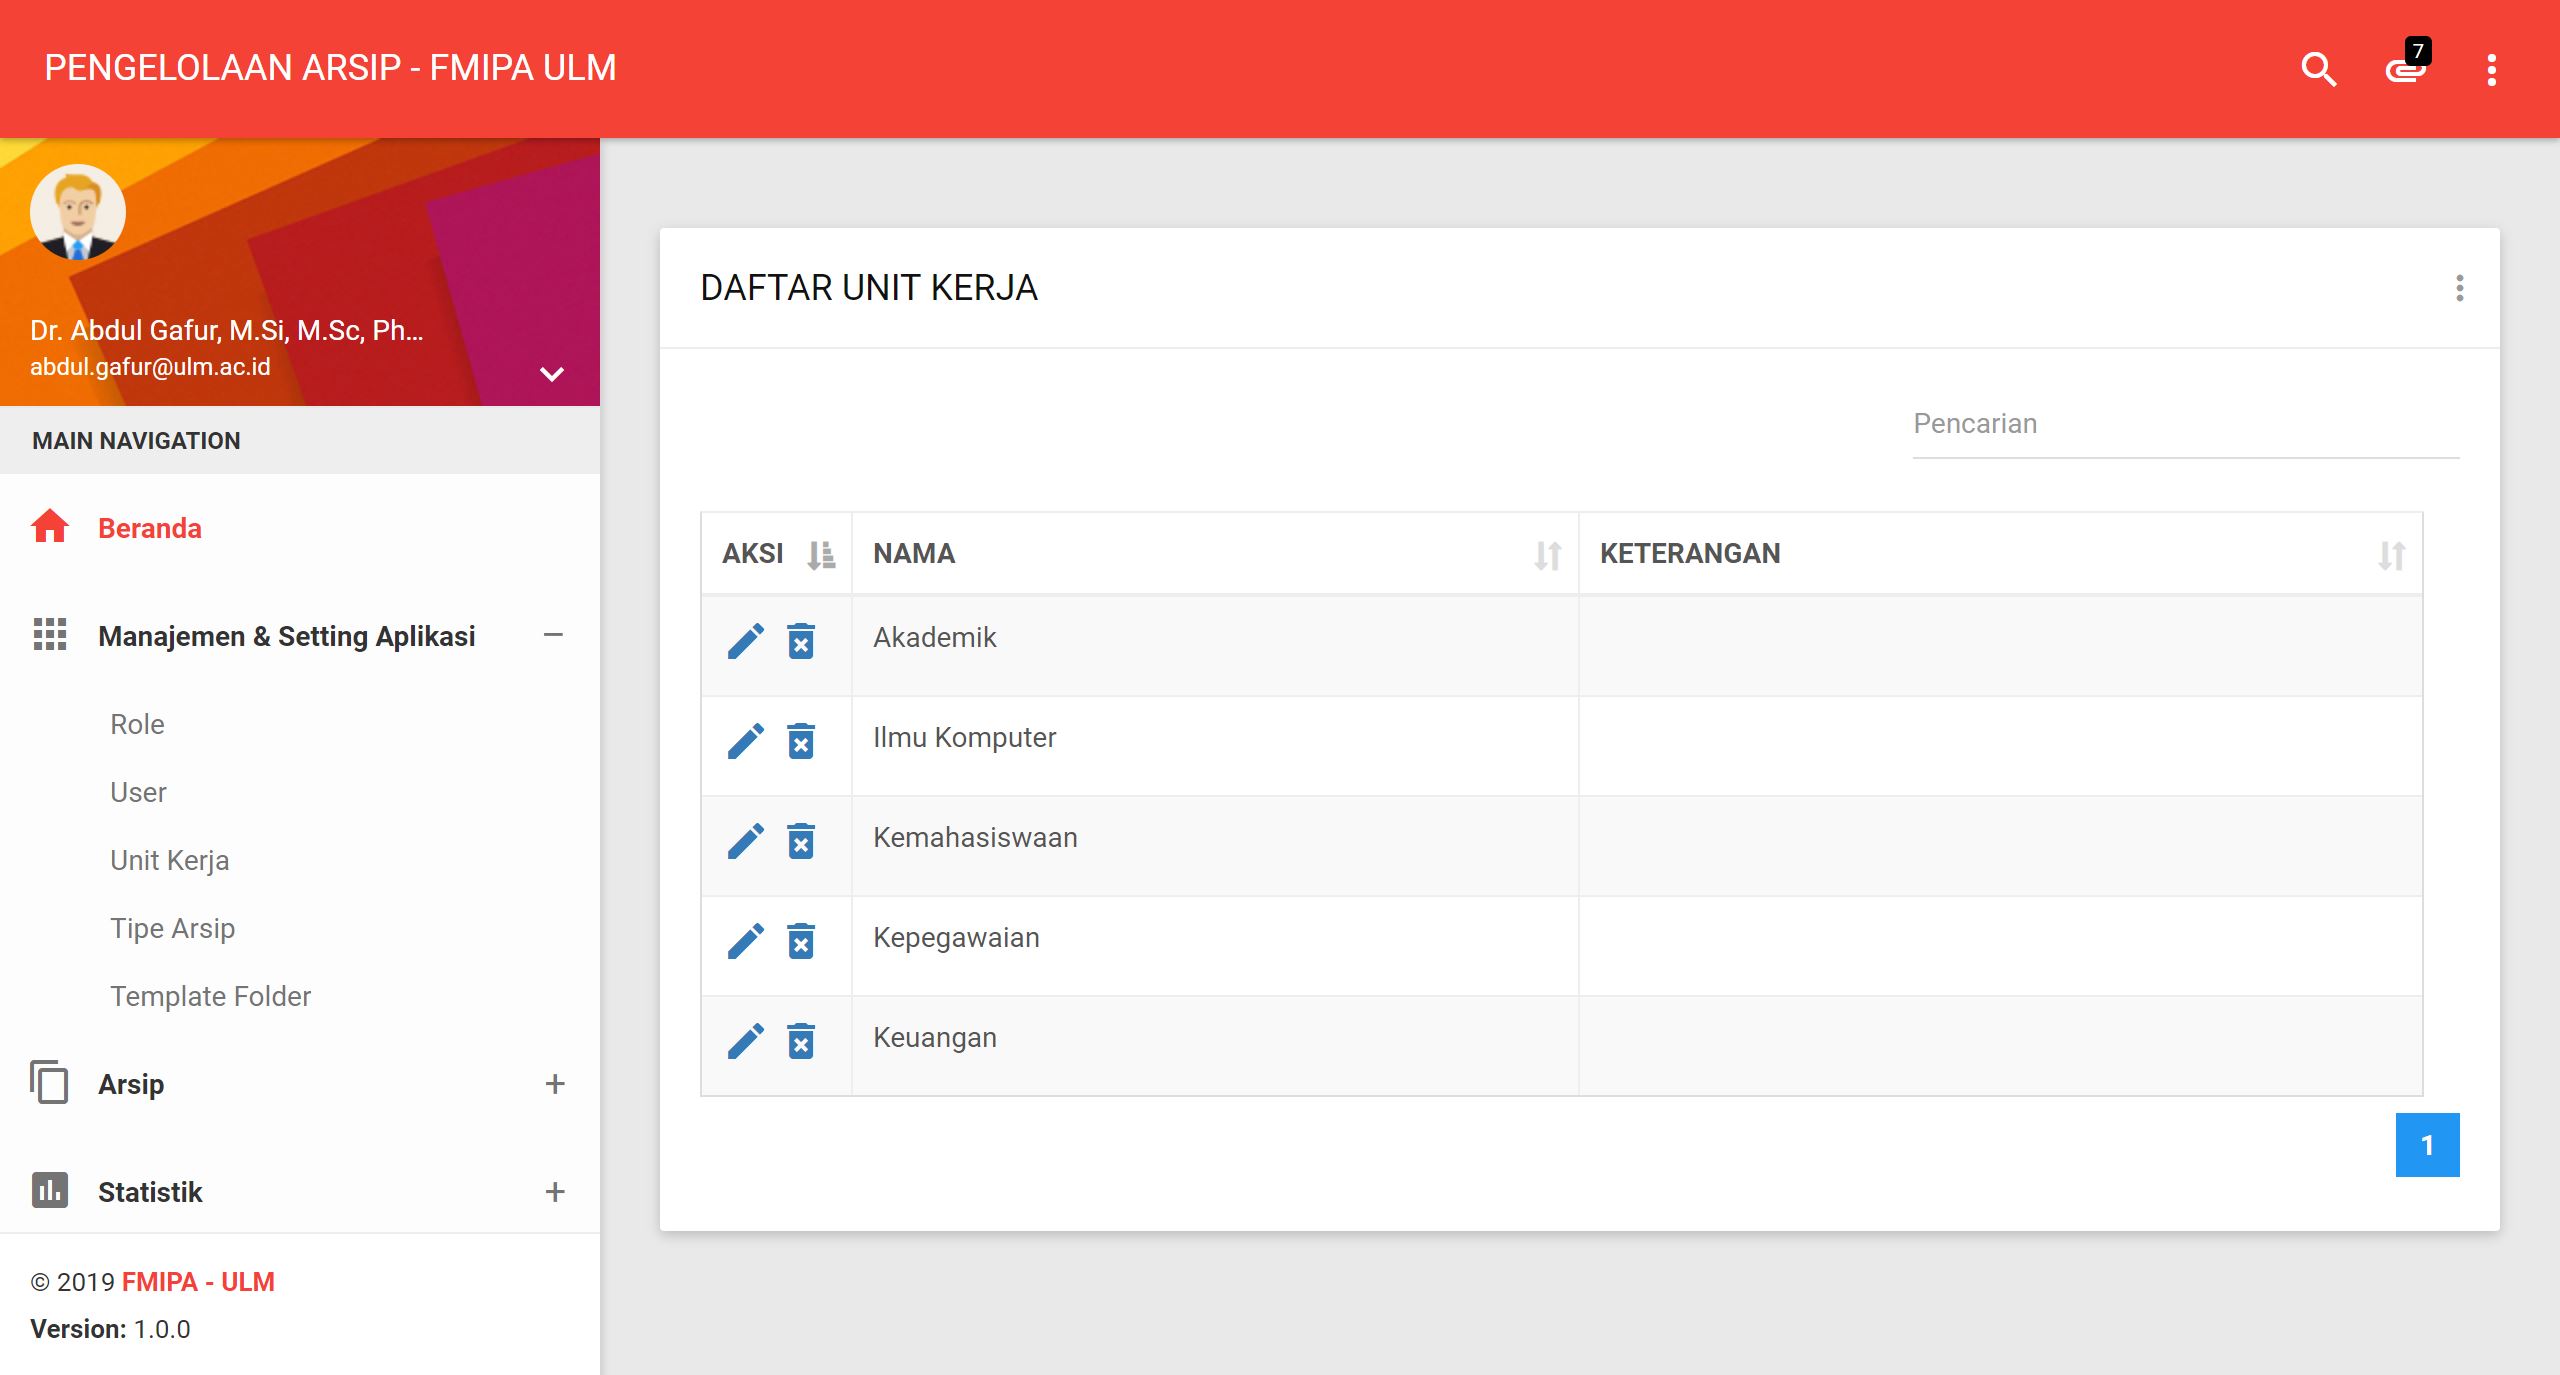 PENGELOLAAN ARSIP - FMIPA ULM
7
Dr. Abdul Gafur, M.Si, M.Sc, Ph...
abdul.gafur@ulm.ac.id
MAIN NAVIGATION
Beranda
Manajemen & Setting Aplikasi
Role
User
Unit Kerja
Tipe Arsip
Template Folder
Arsip
Statistik
© 2019 FMIPA - ULM
Version: 1.0.0
DAFTAR UNIT KERJA
Pencarian
AKSI NAMA KETERANGAN
Akademik
Ilmu Komputer
Kemahasiswaan
Kepegawaian
Keuangan
1